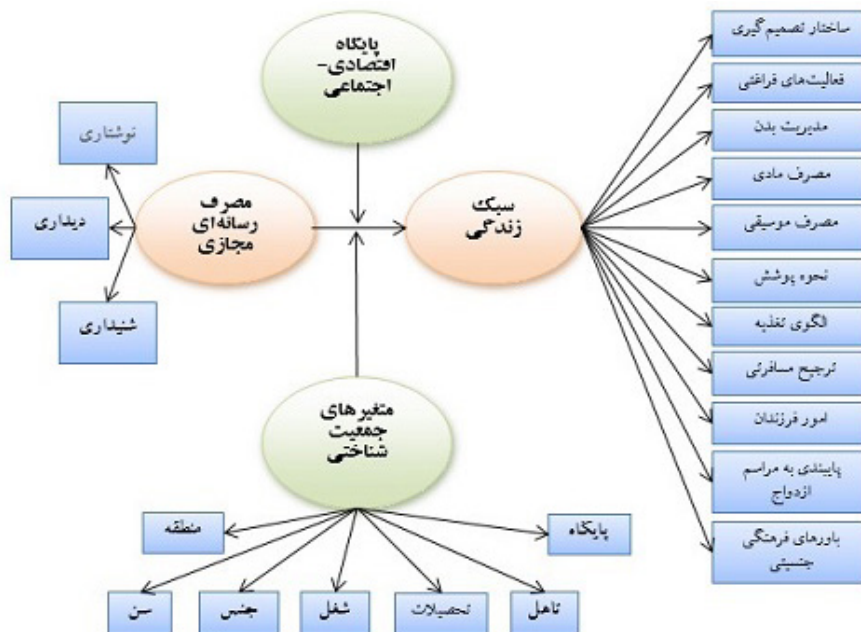 پایگاه
اقتصادی-
اجتماعی
نوشتاری
دیداری
شنیداری
مصرف
رسانه‌ای
مجازی
سبک
زندگی
ساختار تصمیم‌گیری
فعالیت‌های فراغتی
مدیریت بدن
مصرف مادی
مصرف موسیقی
نحوه پوشش
الگوی تغذیه
ترجیح مسافرتی
امور فرزندان
پایبندی به مراسم
ازدواج
باورهای فرهنگی
جنسیتی
متغیرهای
جمعیت
شناختی
پایگاه
منطقه
تاهل
تحصیلات
شغل
جنس
سن